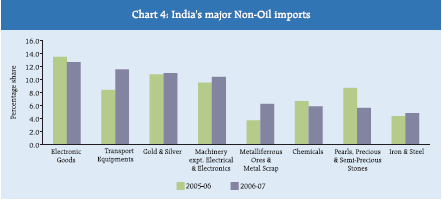 Chart 4: India's major Non-Oil imports
Percentage share
16.0
14.0
12.0
10.0
8.0
6.0
4.0
2.0
0.0
Electronic
Goods
Transport
Equipments
Gold & Silver
Machinery
expt. Electrical
& Electronics
Metalliferrous
Ores &
Metal Scrap
Chemicals
Pearls, Precious
& Semi-Precious
Stones
Iron & Steel
2005-06
2006-07